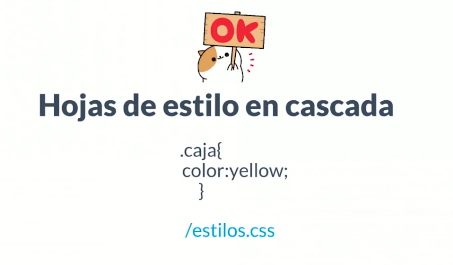 OK
Hojas de estilo en cascada
.caja{
color:yellow;
}
/estilos.css